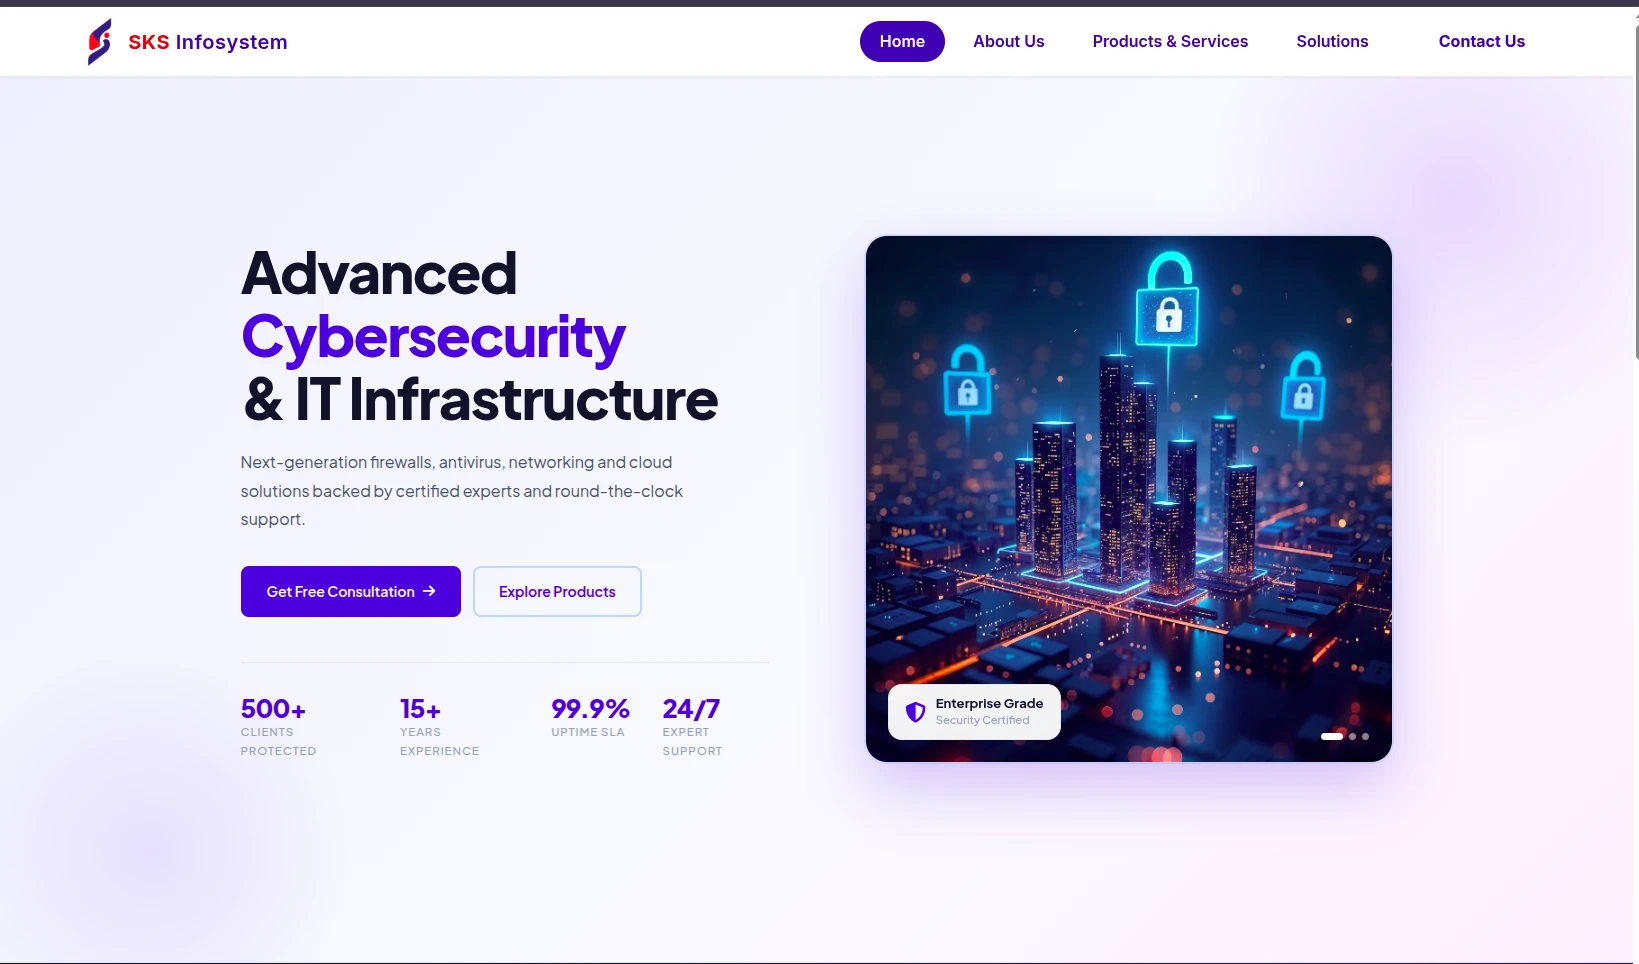 SKS Infosystem
Home
About Us
Products & Services
Solutions
Contact Us
Advanced
Cybersecurity
& IT Infrastructure
Next-generation firewalls, antivirus, networking and cloud
solutions backed by certified experts and round-the-clock
support.
Get Free Consultation →
Explore Products
500+
CLIENTS
PROTECTED
15+
YEARS
EXPERIENCE
99.9%
UPTIME SLA
24/7
EXPERT
SUPPORT
Enterprise Grade
Security Certified